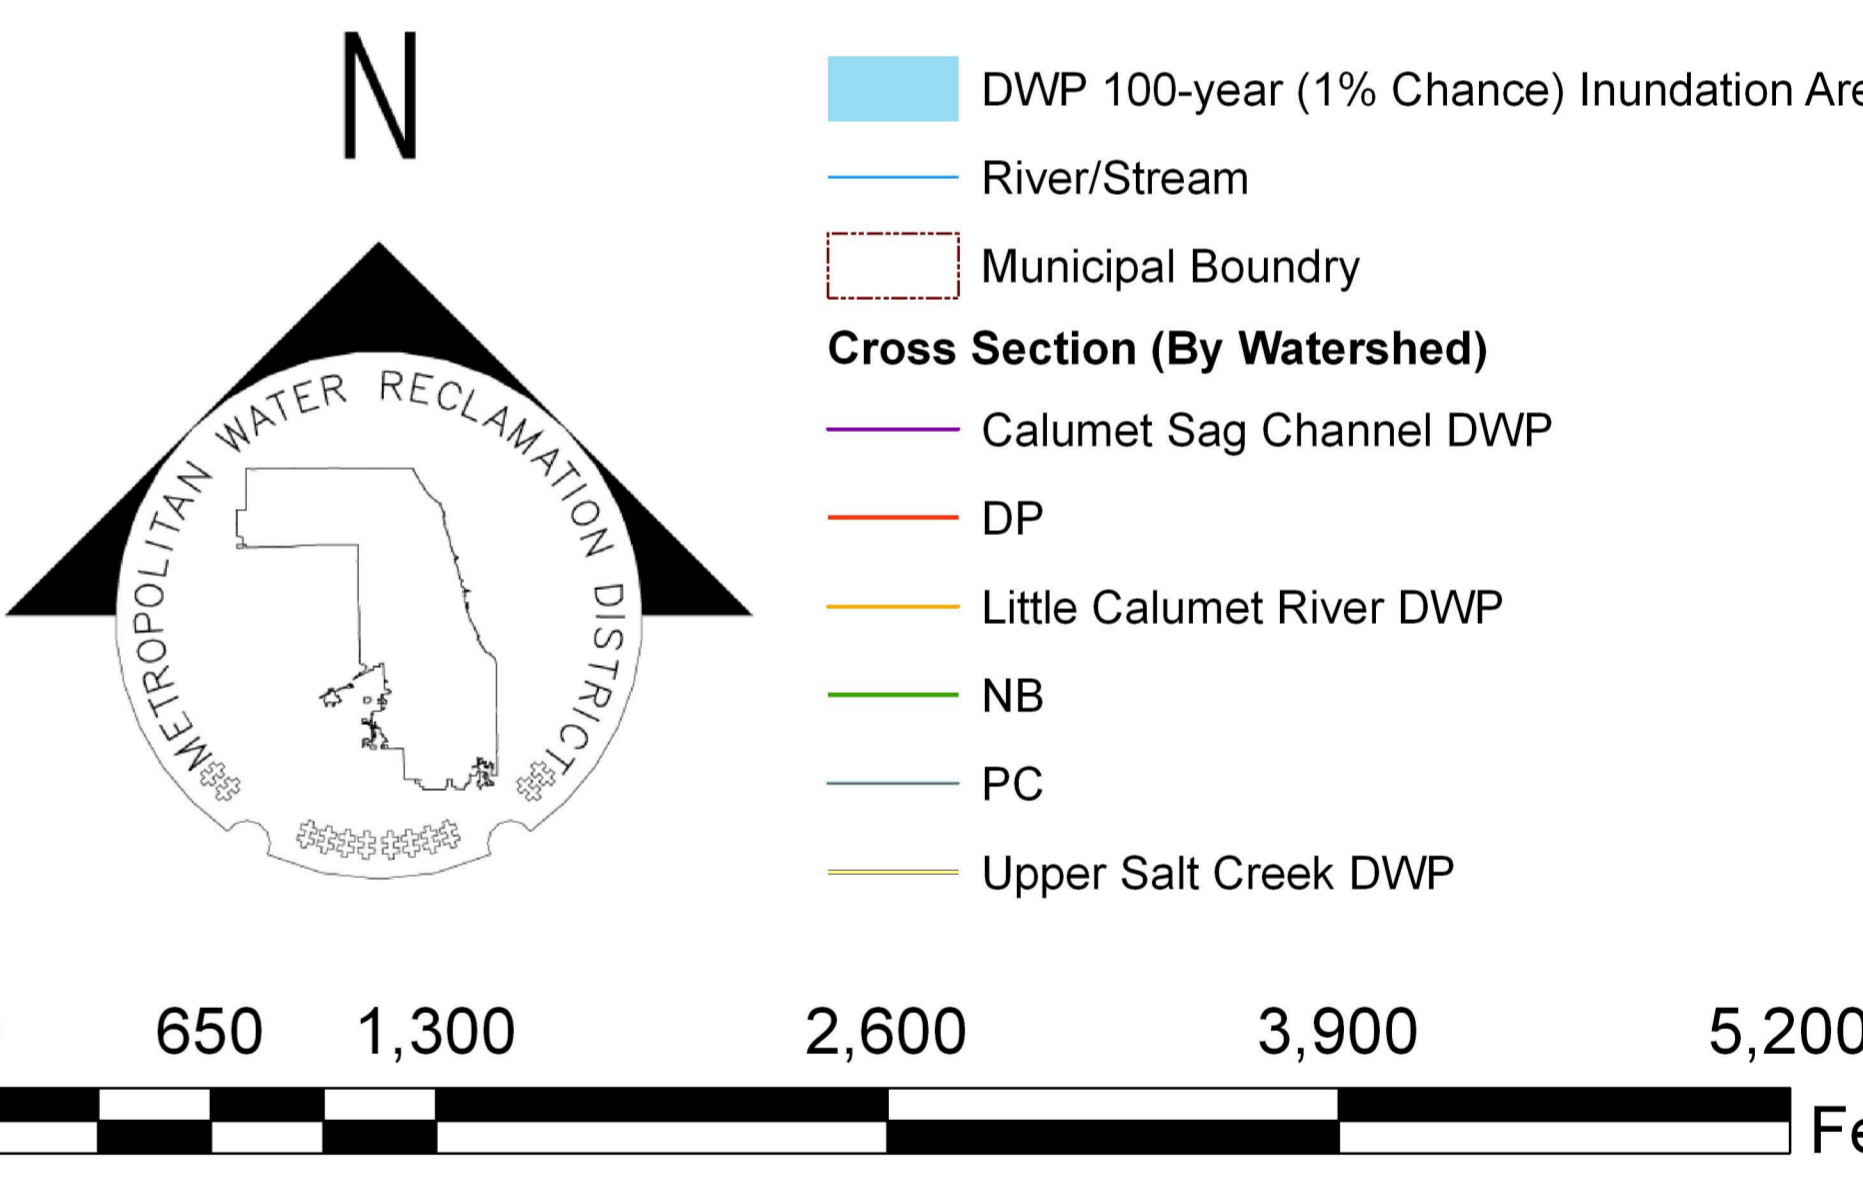 N
METROPOLITAN WATER RECLAMATION DISTRICT
DWP 100-year (1% Chance) Inundation Are
River/Stream
Municipal Boundry
Cross Section (By Watershed)
Calumet Sag Channel DWP
DP
Little Calumet River DWP
NB
PC
Upper Salt Creek DWP
650 1,300 2,600 3,900 5,200
Fe